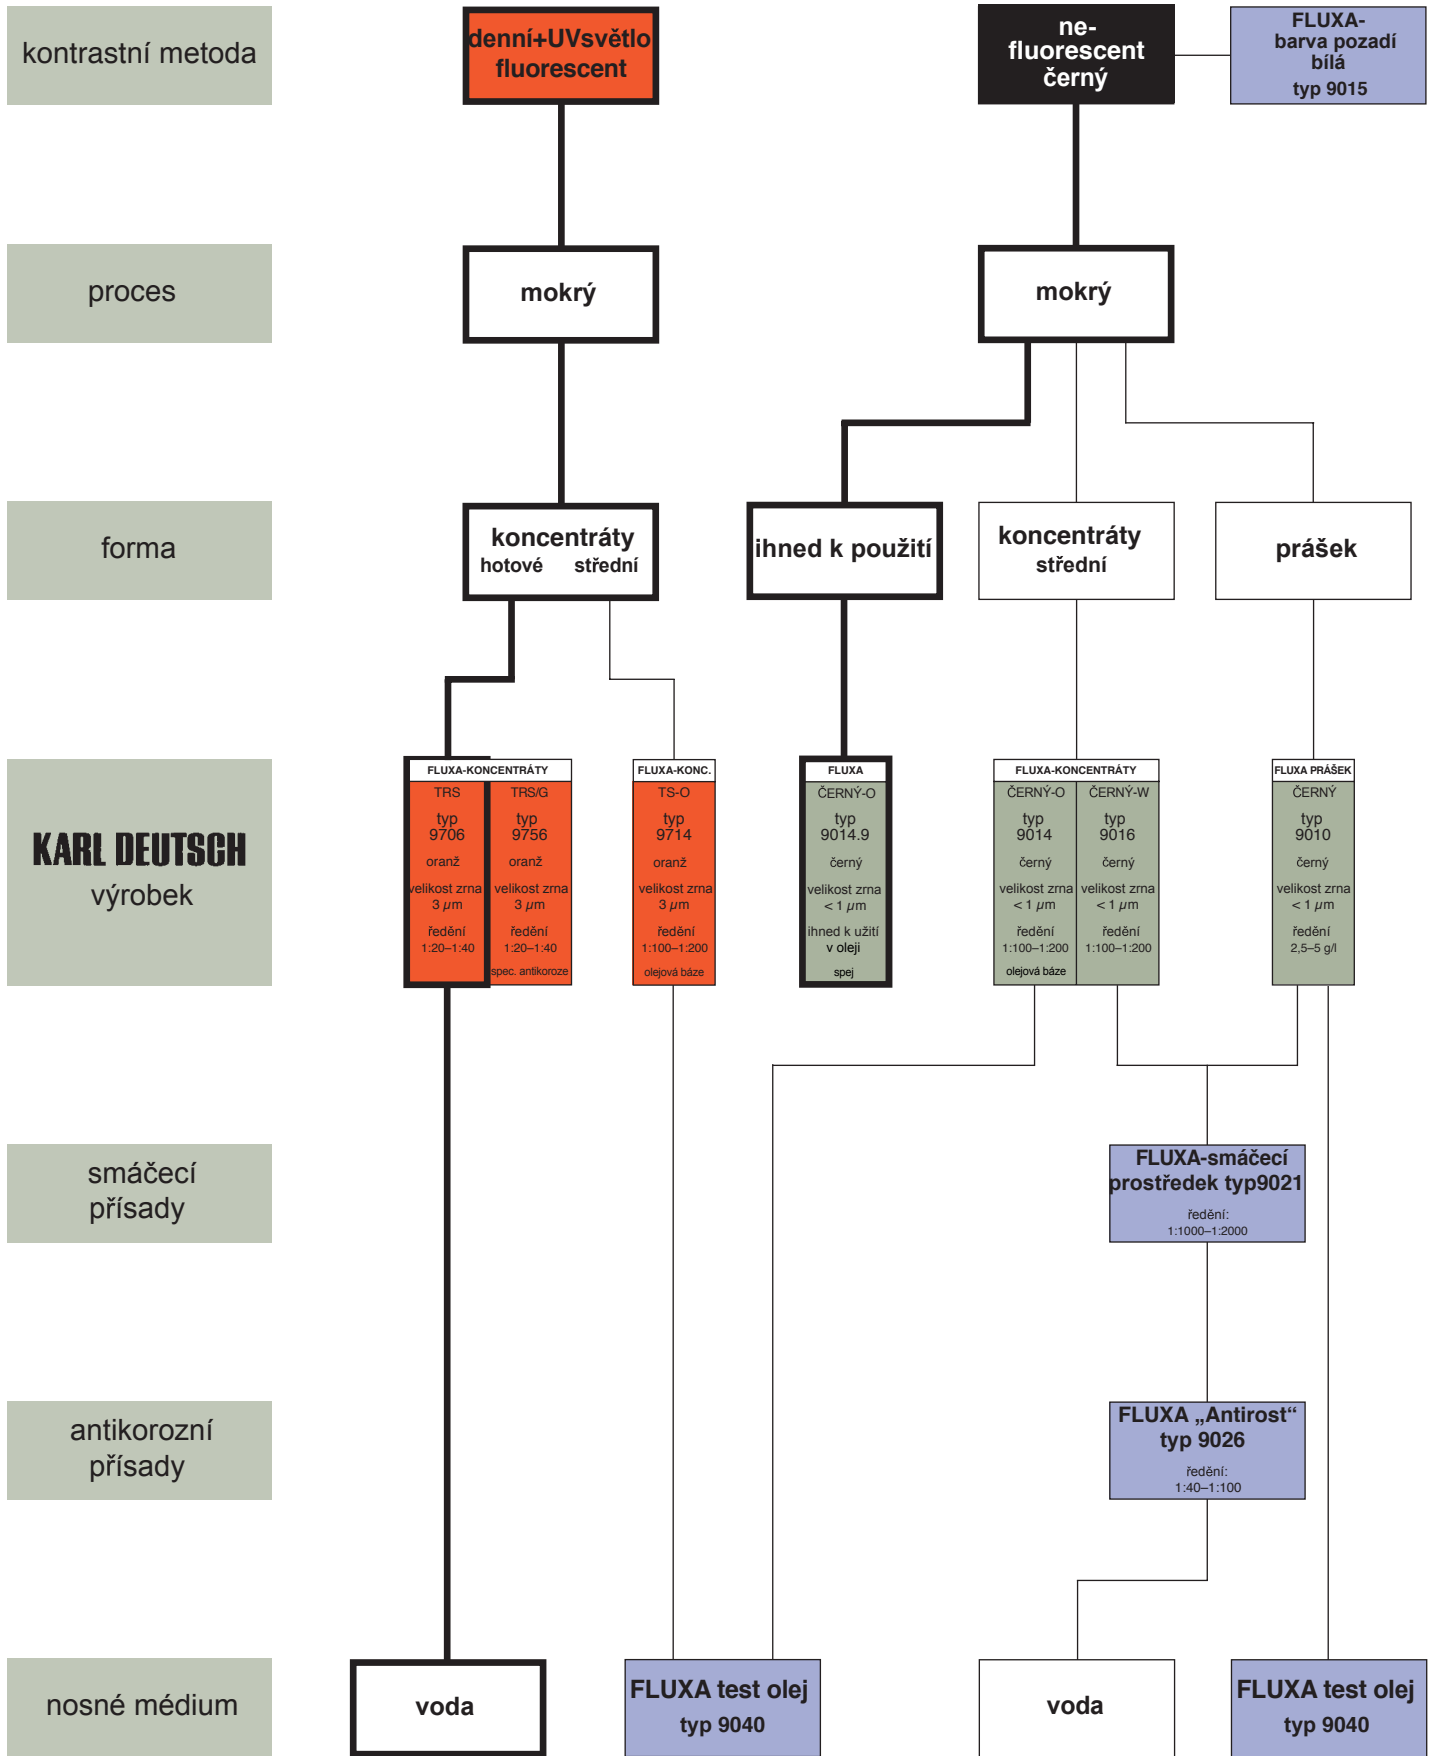 kontrastní metoda
denní+UVsvětlo
fluorescent
ne-
fluorescent
černý
FLUXA-
barva pozadí
bílá
typ 9015
proces
mokrý
mokrý
forma
koncentráty
hotové střední
ihned k použití
koncentráty
střední
prášek
KARL DEUTSCH
výrobek
FLUXA-KONCENTRÁTY
TRS
typ
9706
oranž
velikost zrna
3 µm
ředění
1:20–1:40
TRS/G
typ
9756
oranž
velikost zrna
3 µm
ředění
1:20–1:40
spec. antikoroze
FLUXA-KONC.
TS-O
typ
9714
oranž
velikost zrna
3 µm
ředění
1:100–1:200
olejová báze
FLUXA
ČERNÝ-O
typ
9014.9
černý
velikost zrna
< 1 µm
ihned k užití
v oleji
spej
FLUXA-KONCENTRÁTY
ČERNÝ-O
typ
9014
černý
velikost zrna
< 1 µm
ředění
1:100–1:200
olejová báze
ČERNÝ-W
typ
9016
černý
velikost zrna
< 1 µm
ředění
1:100–1:200
FLUXA PRÁŠEK
ČERNÝ
typ
9010
černý
velikost zrna
< 1 µm
ředění
2,5–5 g/l
smáčecí
přísady
FLUXA-smáčecí
prostředek typ9021
ředění:
1:1000–1:2000
antikorozní
přísady
FLUXA „Antirost“
typ 9026
ředění:
1:40–1:100
nosné médium
voda
FLUXA test olej
typ 9040
voda
FLUXA test olej
typ 9040